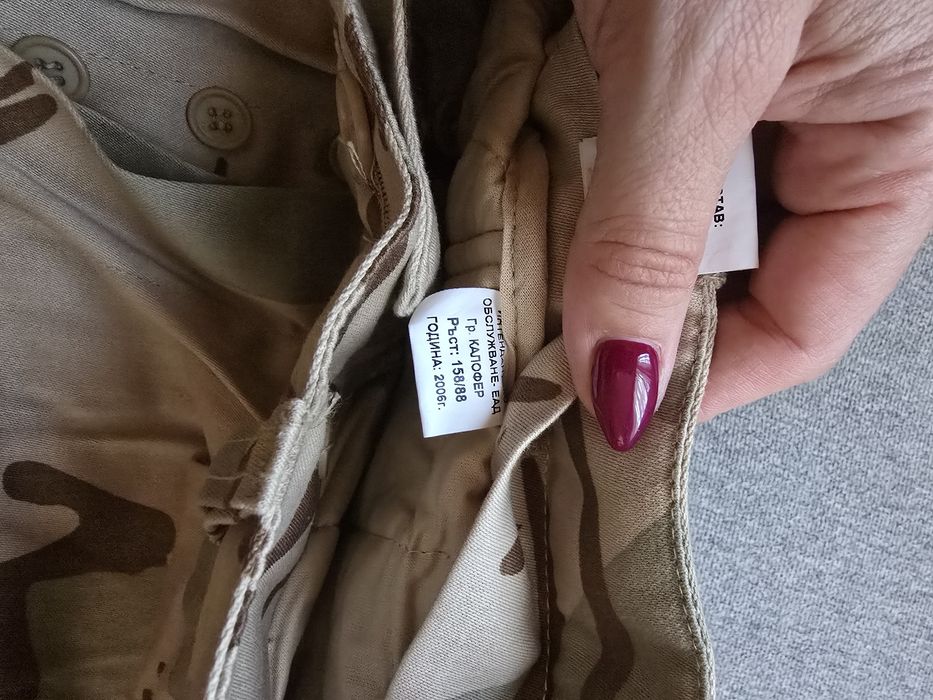 ОБСЛУЖВАНЕ- ЕАД
Гр. КАЛОФЕР
Ръст: 158/88
ГОДИНА: 2006г.